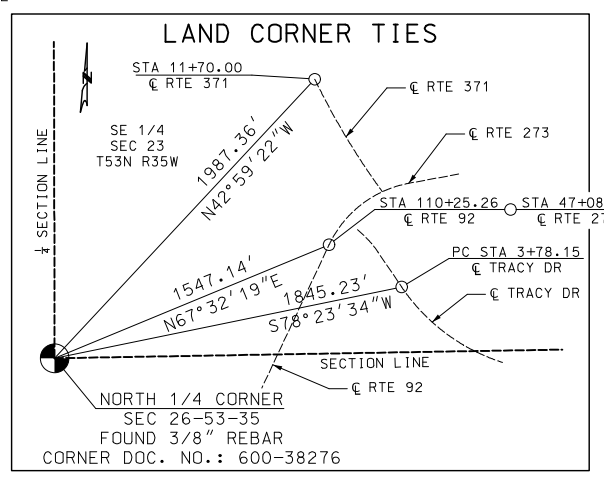 LAND CORNER TIES
STA 11+70.00
℄ RTE 371
℄ RTE 371
N
SE 1/4
SEC 23
T53N R35W
℄ RTE 273
1987.36'
N42°59'22"W
¼ SECTION LINE
STA 110+25.26
℄ RTE 92
STA 47+08
℄ RTE 27
1547.14'
N67°32'19"E
PC STA 3+78.15
℄ TRACY DR
1845.23'
S78°23'34"W
℄ TRACY DR
SECTION LINE
℄ RTE 92
NORTH 1/4 CORNER
SEC 26-53-35
FOUND 3/8" REBAR
CORNER DOC. NO.: 600-38276